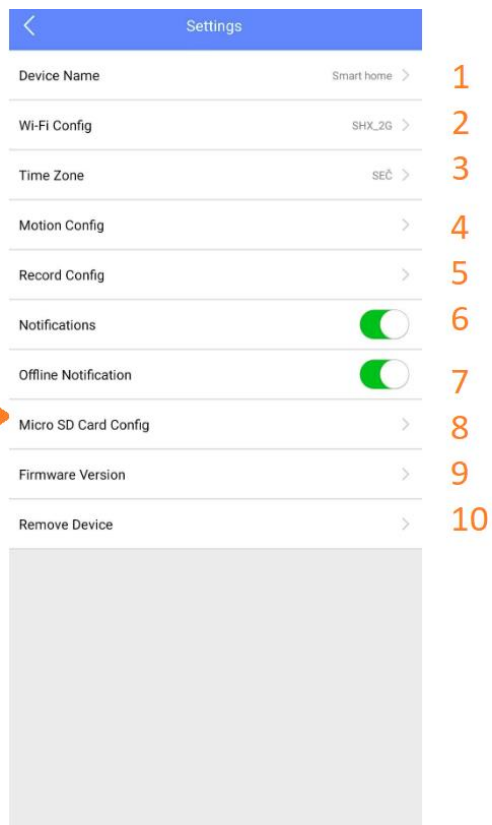 Settings
Device Name Smart home 1
Wi-Fi Config SHX_2G 2
Time Zone SEČ 3
Motion Config 4
Record Config 5
Notifications 6
Offline Notification 7
Micro SD Card Config 8
Firmware Version 9
Remove Device 10